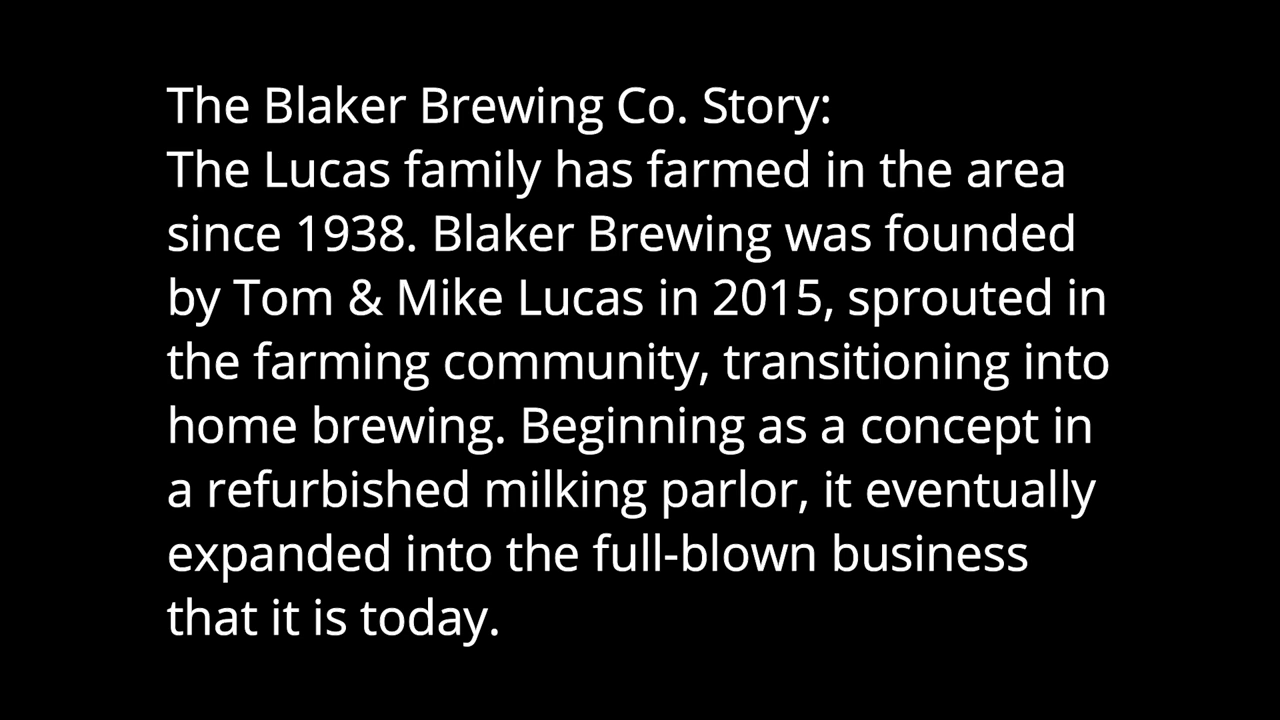 The Blaker Brewing Co. Story:
The Lucas family has farmed in the area
since 1938. Blaker Brewing was founded
by Tom & Mike Lucas in 2015, sprouted in
the farming community, transitioning into
home brewing. Beginning as a concept in
a refurbished milking parlor, it eventually
expanded into the full-blown business
that it is today.